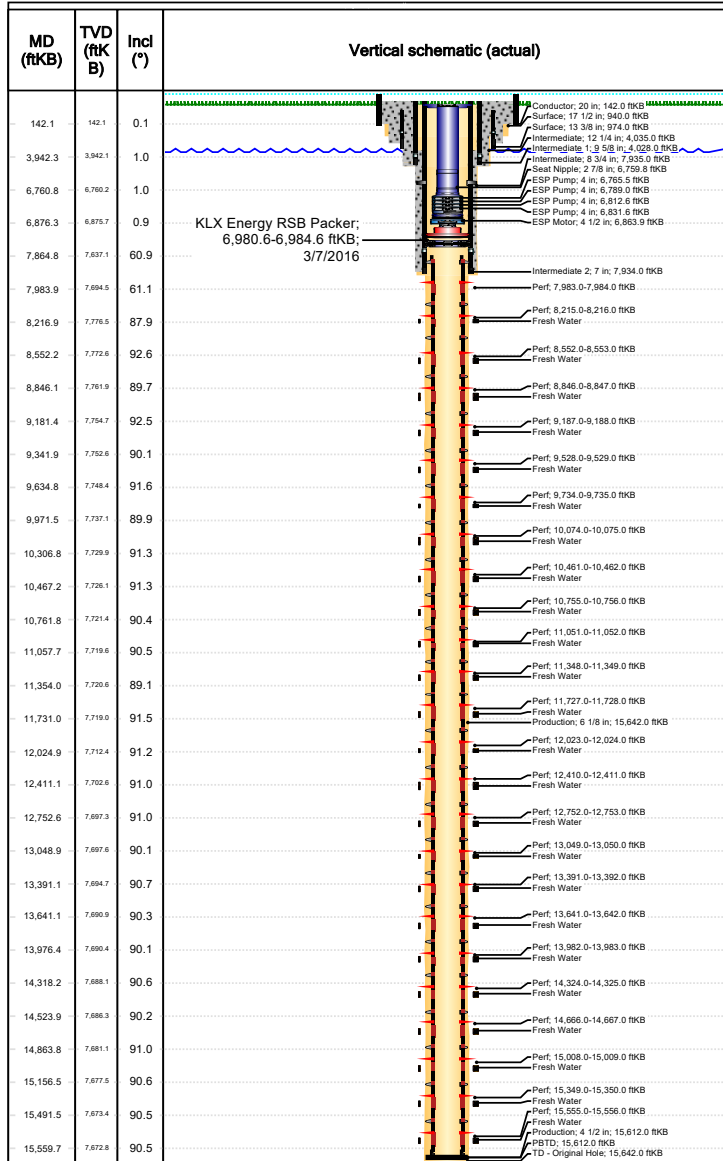 MD (ftKB)
TVD (ftKB)
Incl (°)
Vertical schematic (actual)
142.1 142.1 0.1
3,942.3 3,942.1 1.0
6,760.8 6,760.2 1.0
6,876.3 6,875.7 0.9
7,864.8 7,637.1 60.9
7,983.9 7,694.5 61.1
8,216.9 7,776.5 87.9
8,552.2 7,772.6 92.6
8,846.1 7,761.9 89.7
9,181.4 7,754.7 92.5
9,341.9 7,752.6 90.1
9,634.8 7,748.4 91.6
9,971.5 7,737.1 89.9
10,306.8 7,729.9 91.3
10,467.2 7,726.1 91.3
10,761.8 7,721.4 90.4
11,057.7 7,719.6 90.5
11,354.0 7,720.6 89.1
11,731.0 7,719.0 91.5
12,024.9 7,712.4 91.2
12,411.1 7,702.6 91.0
12,752.6 7,697.3 91.0
13,048.9 7,697.6 90.1
13,391.1 7,694.7 90.7
13,641.1 7,690.9 90.3
13,976.4 7,690.4 90.1
14,318.2 7,688.1 90.6
14,523.9 7,686.3 90.2
14,863.8 7,681.1 91.0
15,156.5 7,677.5 90.6
15,491.5 7,673.4 90.5
15,559.7 7,672.8 90.5
KLX Energy RSB Packer;
6,980.6-6,984.6 ftKB;
3/7/2016
Conductor; 20 in; 142.0 ftKB
Surface; 17 1/2 in; 940.0 ftKB
Surface; 13 3/8 in; 974.0 ftKB
Intermediate; 12 1/4 in; 4,035.0 ftKB
Intermediate 1; 9 5/8 in; 4,028.0 ftKB
Intermediate; 8 3/4 in; 7,935.0 ftKB
Seat Nipple; 2 7/8 in; 6,759.8 ftKB
ESP Pump; 4 in; 6,765.5 ftKB
ESP Pump; 4 in; 6,789.0 ftKB
ESP Pump; 4 in; 6,812.6 ftKB
ESP Pump; 4 in; 6,831.6 ftKB
ESP Motor; 4 1/2 in; 6,863.9 ftKB
Intermediate 2; 7 in; 7,934.0 ftKB
Perf; 7,983.0-7,984.0 ftKB
Perf; 8,215.0-8,216.0 ftKB
Fresh Water
Perf; 8,552.0-8,553.0 ftKB
Fresh Water
Perf; 8,846.0-8,847.0 ftKB
Fresh Water
Perf; 9,187.0-9,188.0 ftKB
Fresh Water
Perf; 9,528.0-9,529.0 ftKB
Fresh Water
Perf; 9,734.0-9,735.0 ftKB
Fresh Water
Perf; 10,074.0-10,075.0 ftKB
Fresh Water
Perf; 10,461.0-10,462.0 ftKB
Fresh Water
Perf; 10,755.0-10,756.0 ftKB
Fresh Water
Perf; 11,051.0-11,052.0 ftKB
Fresh Water
Perf; 11,348.0-11,349.0 ftKB
Fresh Water
Perf; 11,727.0-11,728.0 ftKB
Fresh Water
Production; 6 1/8 in; 15,642.0 ftKB
Perf; 12,023.0-12,024.0 ftKB
Fresh Water
Perf; 12,410.0-12,411.0 ftKB
Fresh Water
Perf; 12,752.0-12,753.0 ftKB
Fresh Water
Perf; 13,049.0-13,050.0 ftKB
Fresh Water
Perf; 13,391.0-13,392.0 ftKB
Fresh Water
Perf; 13,641.0-13,642.0 ftKB
Fresh Water
Perf; 13,982.0-13,983.0 ftKB
Fresh Water
Perf; 14,324.0-14,325.0 ftKB
Fresh Water
Perf; 14,666.0-14,667.0 ftKB
Fresh Water
Perf; 15,008.0-15,009.0 ftKB
Fresh Water
Perf; 15,349.0-15,350.0 ftKB
Fresh Water
Perf; 15,555.0-15,556.0 ftKB
Fresh Water
Production; 4 1/2 in; 15,612.0 ftKB
PBTD; 15,612.0 ftKB
TD - Original Hole; 15,642.0 ftKB